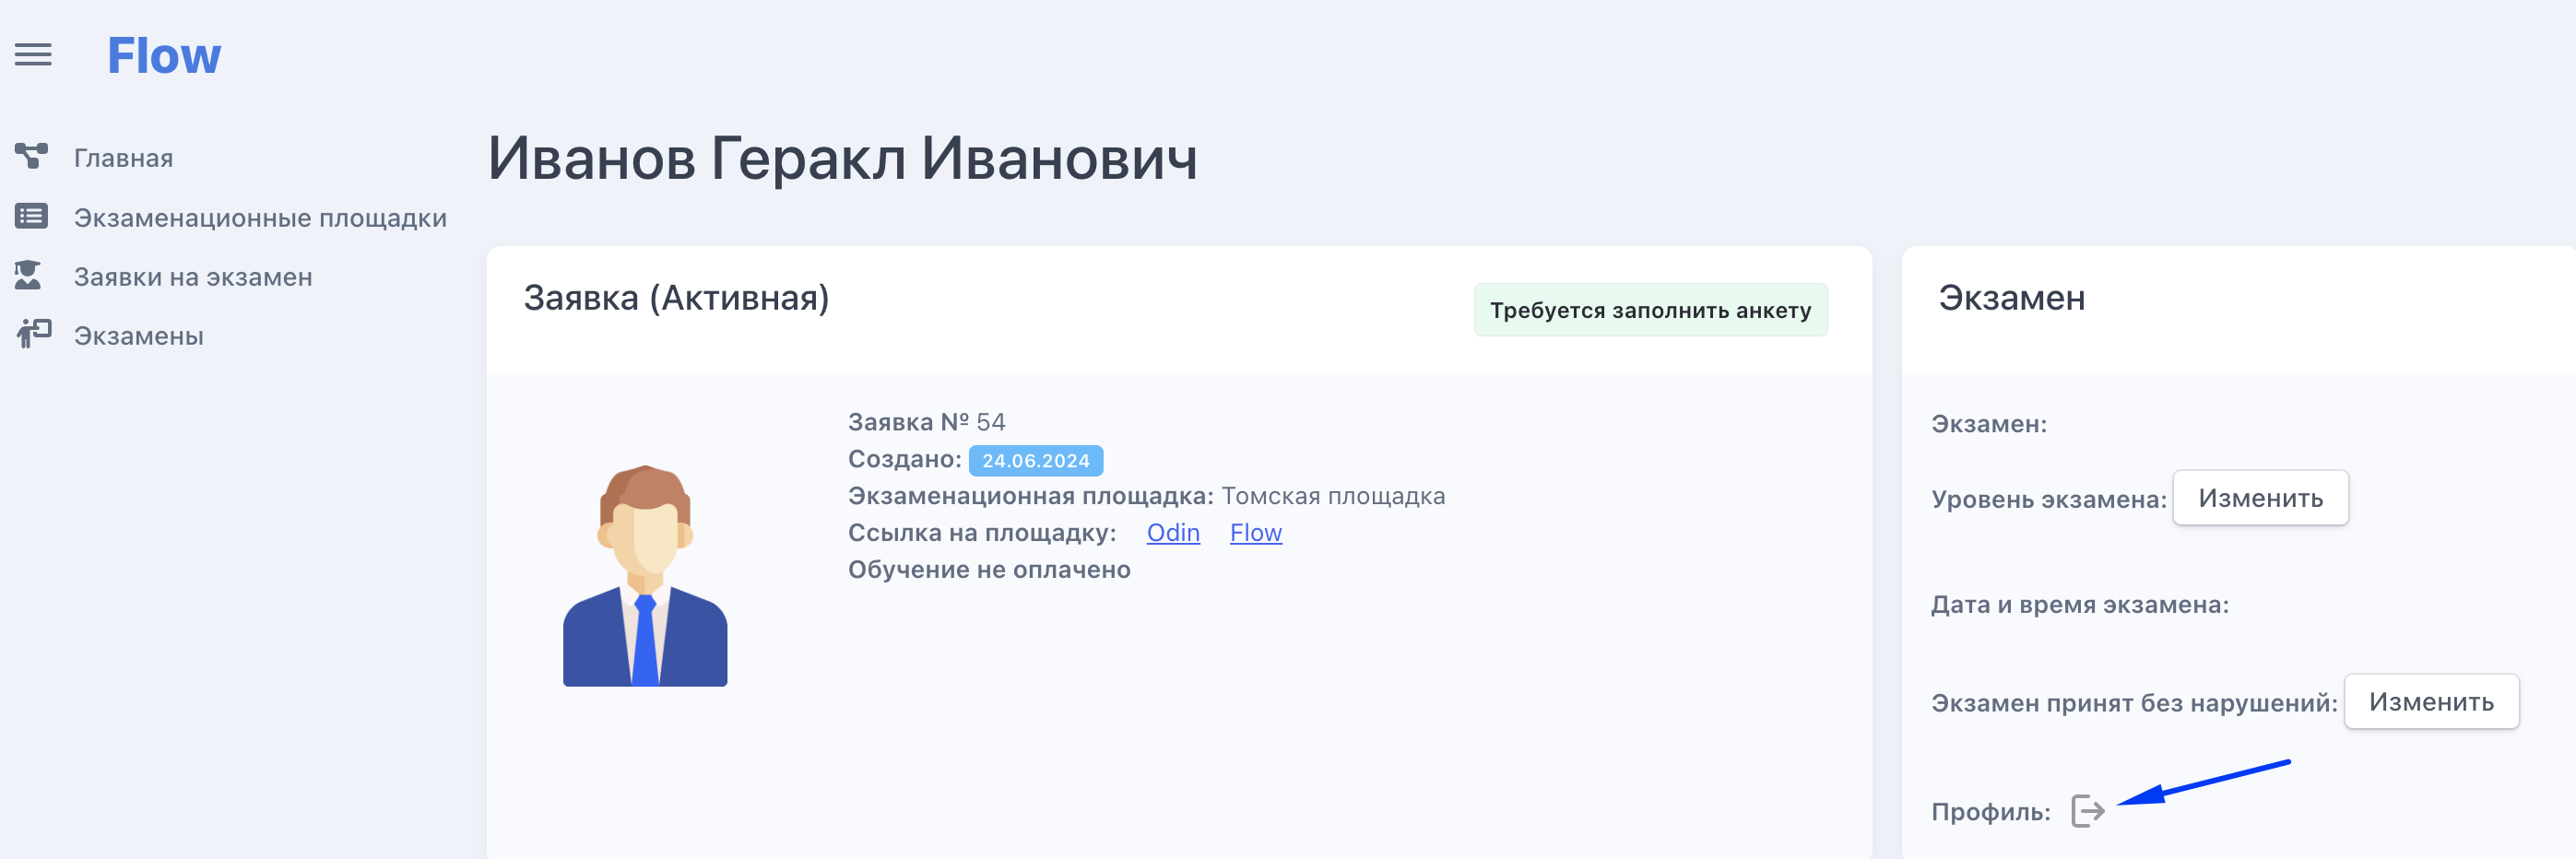 Flow
Главная
Экзаменационные площадки
Заявки на экзамен
Экзамены
Иванов Геракл Иванович
Заявка (Активная)
Требуется заполнить анкету
Заявка № 54
Создано: 24.06.2024
Экзаменационная площадка: Томская площадка
Ссылка на площадку: Odin Flow
Обучение не оплачено
Экзамен
Экзамен:
Уровень экзамена: Изменить
Дата и время экзамена:
Экзамен принят без нарушений: Изменить
Профиль: